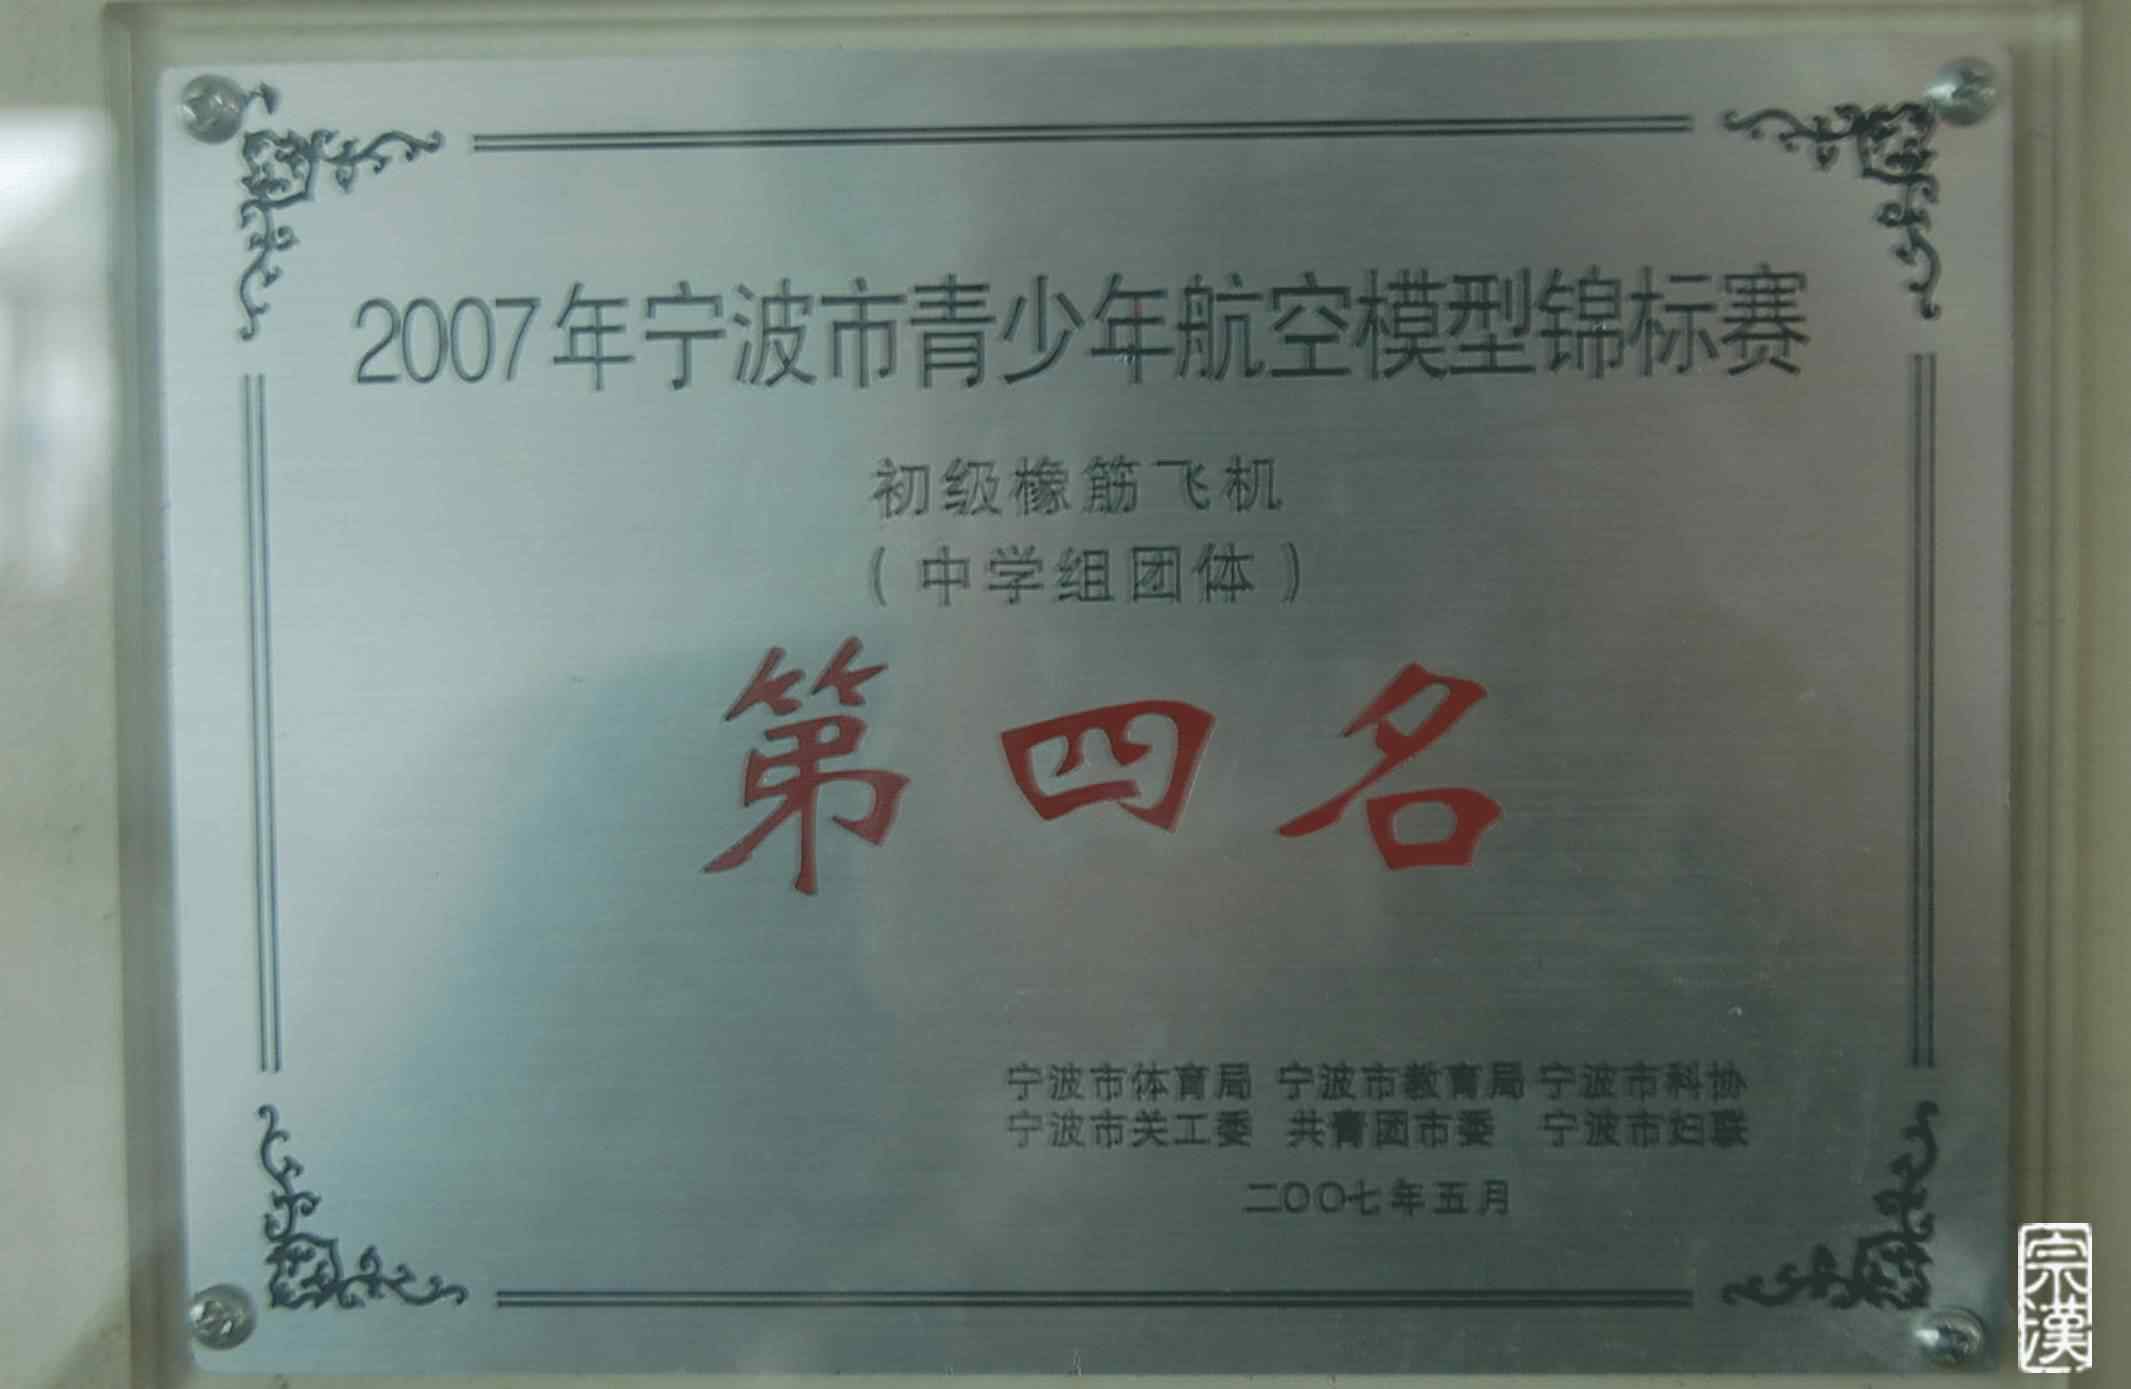 2007年宁波市青少年航空模型锦标赛
初级橡筋飞机
（中学组团体）
第四名
宁波市体育局 宁波市教育局 宁波市科协
宁波市关工委 共青团市委 宁波市妇联
二〇〇七年五月
宗漢